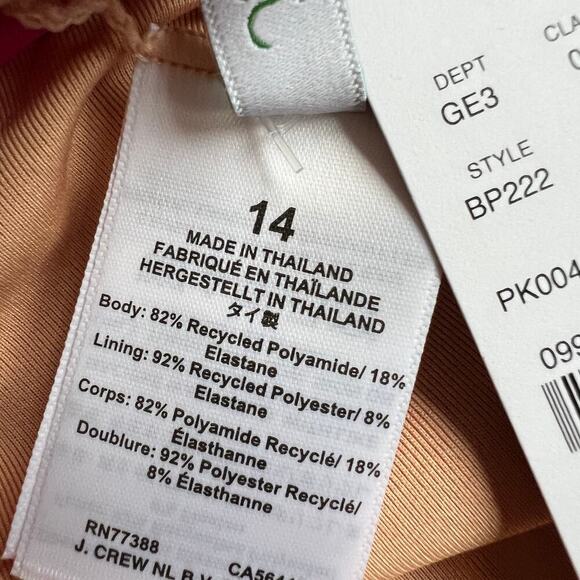 14
MADE IN THAILAND
FABRIQUÉ EN THAÏLANDE
HERGESTELLT IN THAILAND
タイ製
Body: 82% Recycled Polyamide/ 18%
Elastane
Lining: 92% Recycled Polyester/ 8%
Elastane
Corps: 82% Polyamide Recyclé/ 18%
Élasthanne
Doublure: 92% Polyester Recyclé/
8% Élasthanne
RN77388
J. CREW NL B.V
DEPT
GE3
STYLE
BP222